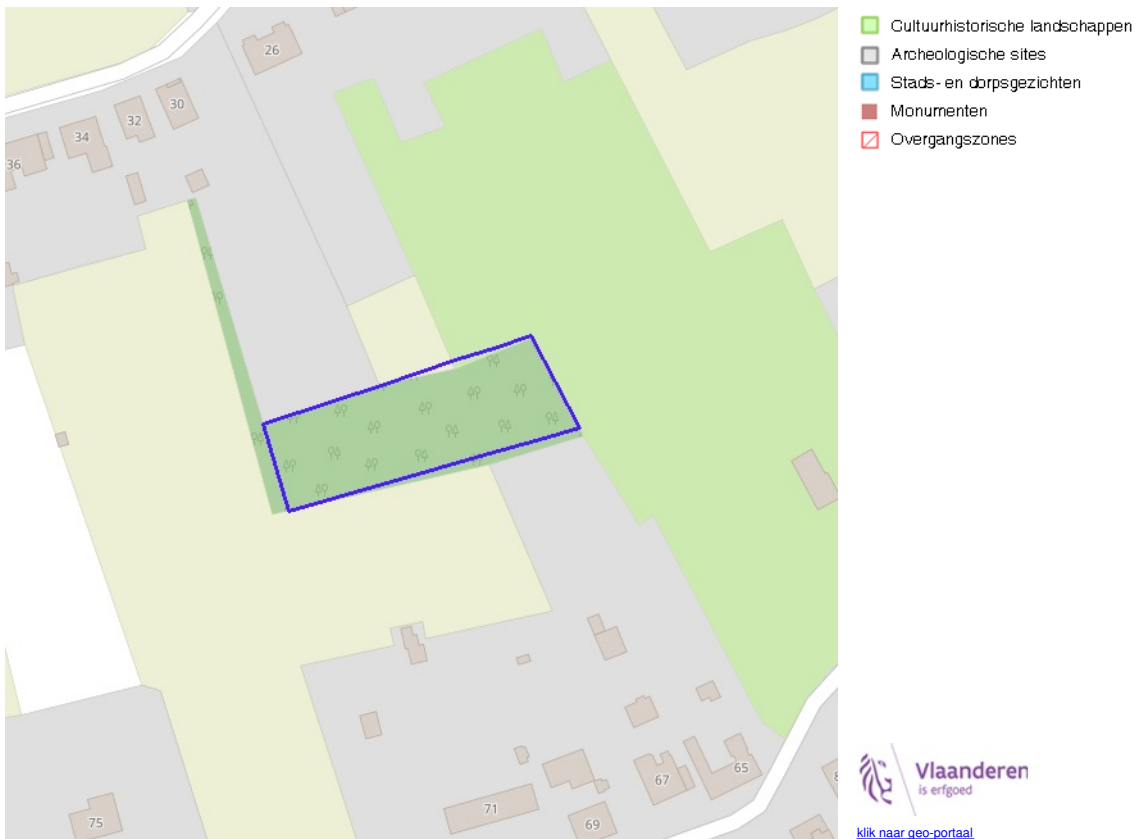 26
30
32
34
36
75
71
69
67
65
Cultuurhistorische landschappen
Archeologische sites
Stads- en dorpsgezichten
Monumenten
Overgangszones
Vlaanderen
is erfgoed
klik naar geo-portaal